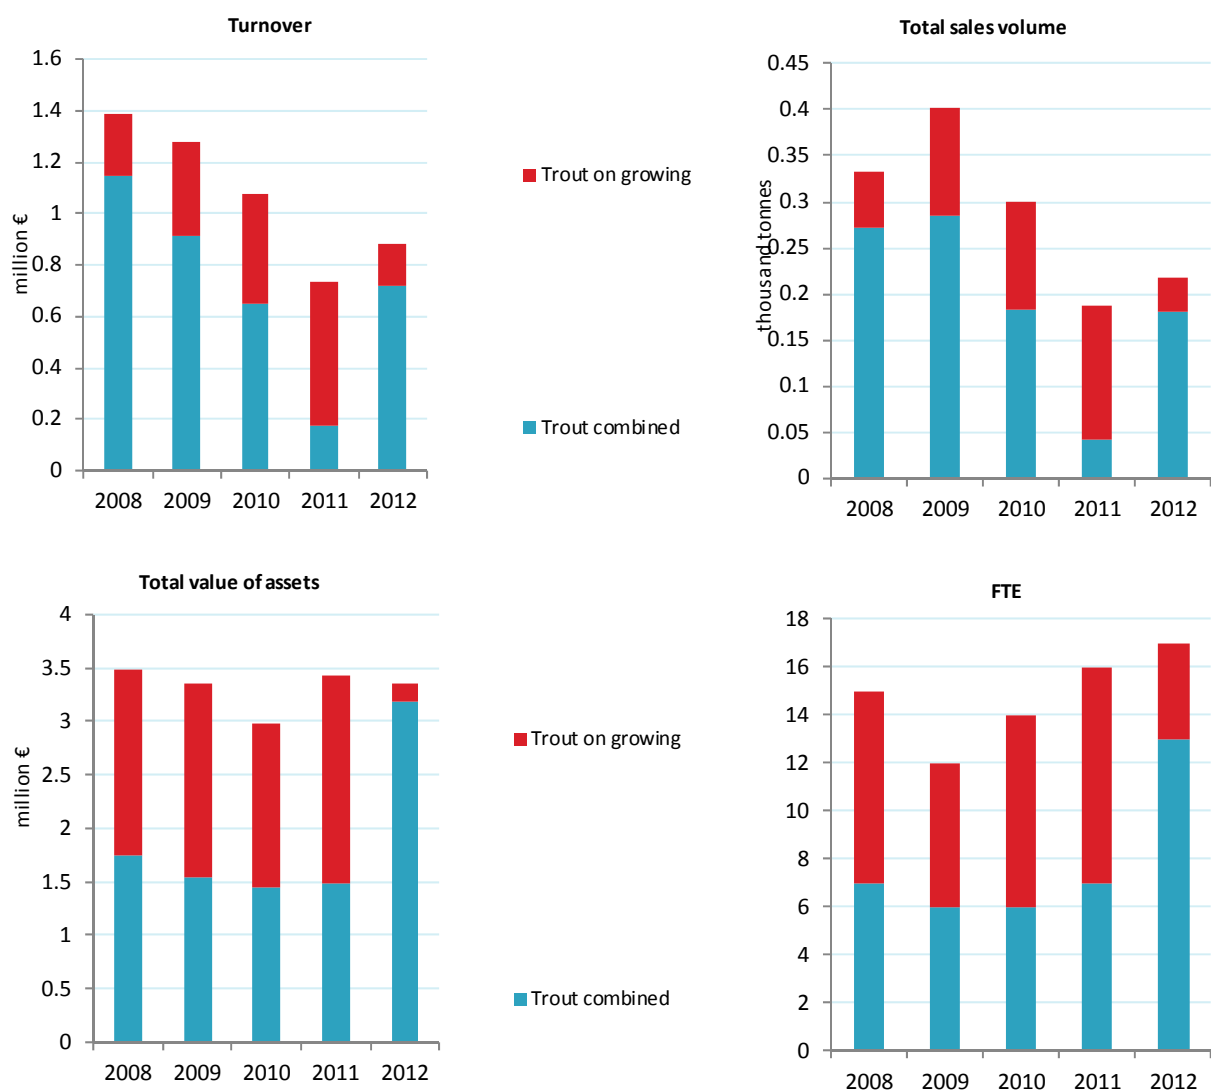 Turnover
1.6
1.4
1.2
1
0.8
0.6
0.4
0.2
0
million €
2008 2009 2010 2011 2012
Trout on growing
Trout combined
Total sales volume
0.45
0.4
0.35
0.3
0.25
0.2
0.15
0.1
0.05
0
thousand tonnes
2008 2009 2010 2011 2012
Total value of assets
4
3.5
3
2.5
2
1.5
1
0.5
0
million €
2008 2009 2010 2011 2012
Trout on growing
Trout combined
FTE
18
16
14
12
10
8
6
4
2
0
2008 2009 2010 2011 2012